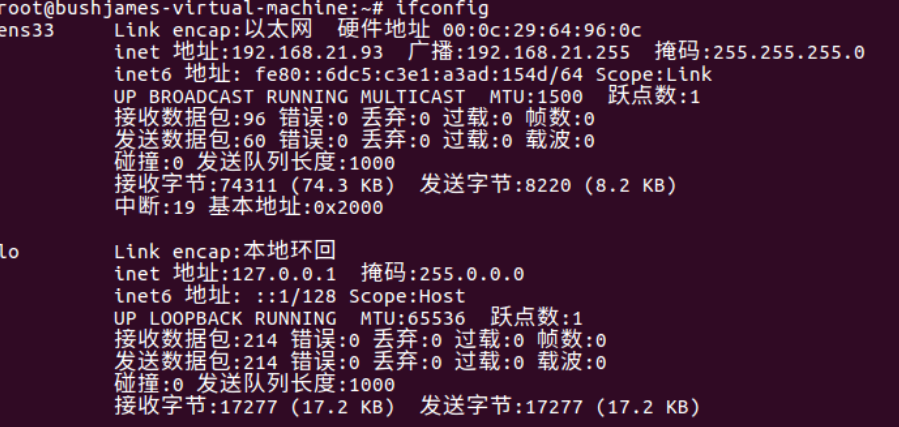 root@bushjames-virtual-machine:~# ifconfig
ens33 Link encap:以太网 硬件地址 00:0c:29:64:96:0c
inet 地址:192.168.21.93 广播:192.168.21.255 掩码:255.255.255.0
inet6 地址: fe80::6dc5:c3e1:a3ad:154d/64 Scope:Link
UP BROADCAST RUNNING MULTICAST MTU:1500 跃点数:1
接收数据包:96 错误:0 丢弃:0 过载:0 帧数:0
发送数据包:60 错误:0 丢弃:0 过载:0 载波:0
碰撞:0 发送队列长度:1000
接收字节:74311 (74.3 KB) 发送字节:8220 (8.2 KB)
中断:19 基本地址:0x2000
lo Link encap:本地环回
inet 地址:127.0.0.1 掩码:255.0.0.0
inet6 地址: ::1/128 Scope:Host
UP LOOPBACK RUNNING MTU:65536 跃点数:1
接收数据包:214 错误:0 丢弃:0 过载:0 帧数:0
发送数据包:214 错误:0 丢弃:0 过载:0 载波:0
碰撞:0 发送队列长度:1000
接收字节:17277 (17.2 KB) 发送字节:17277 (17.2 KB)